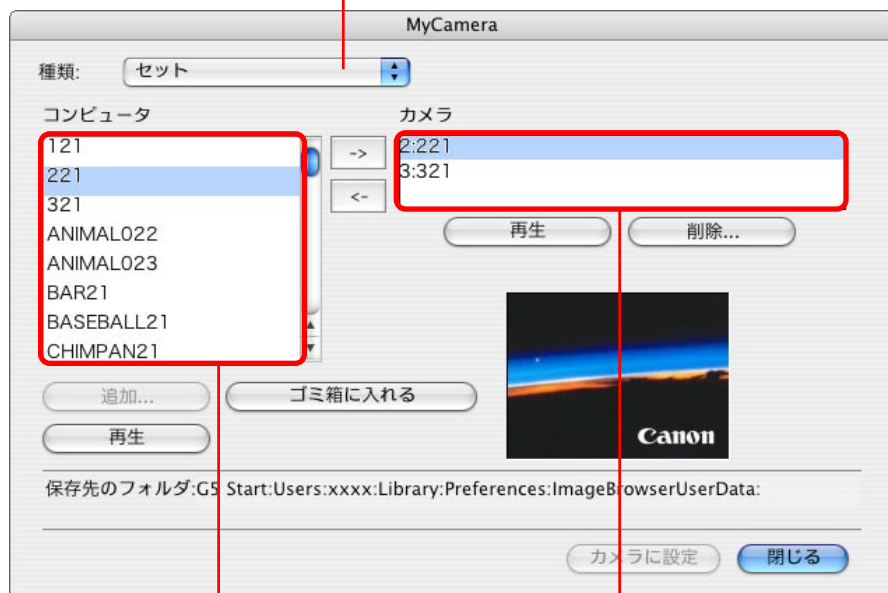 MyCamera
種類: セット
コンピュータ
カメラ
121
221
321
ANIMAL022
ANIMAL023
BAR21
BASEBALL21
CHIMPAN21
->
<-
2:221
3:321
再生
削除...
追加...
ゴミ箱に入れる
再生
Canon
保存先のフォルダ:G5 Start:Users:xxxx:Library:Preferences:ImageBrowserUserData:
カメラに設定
閉じる